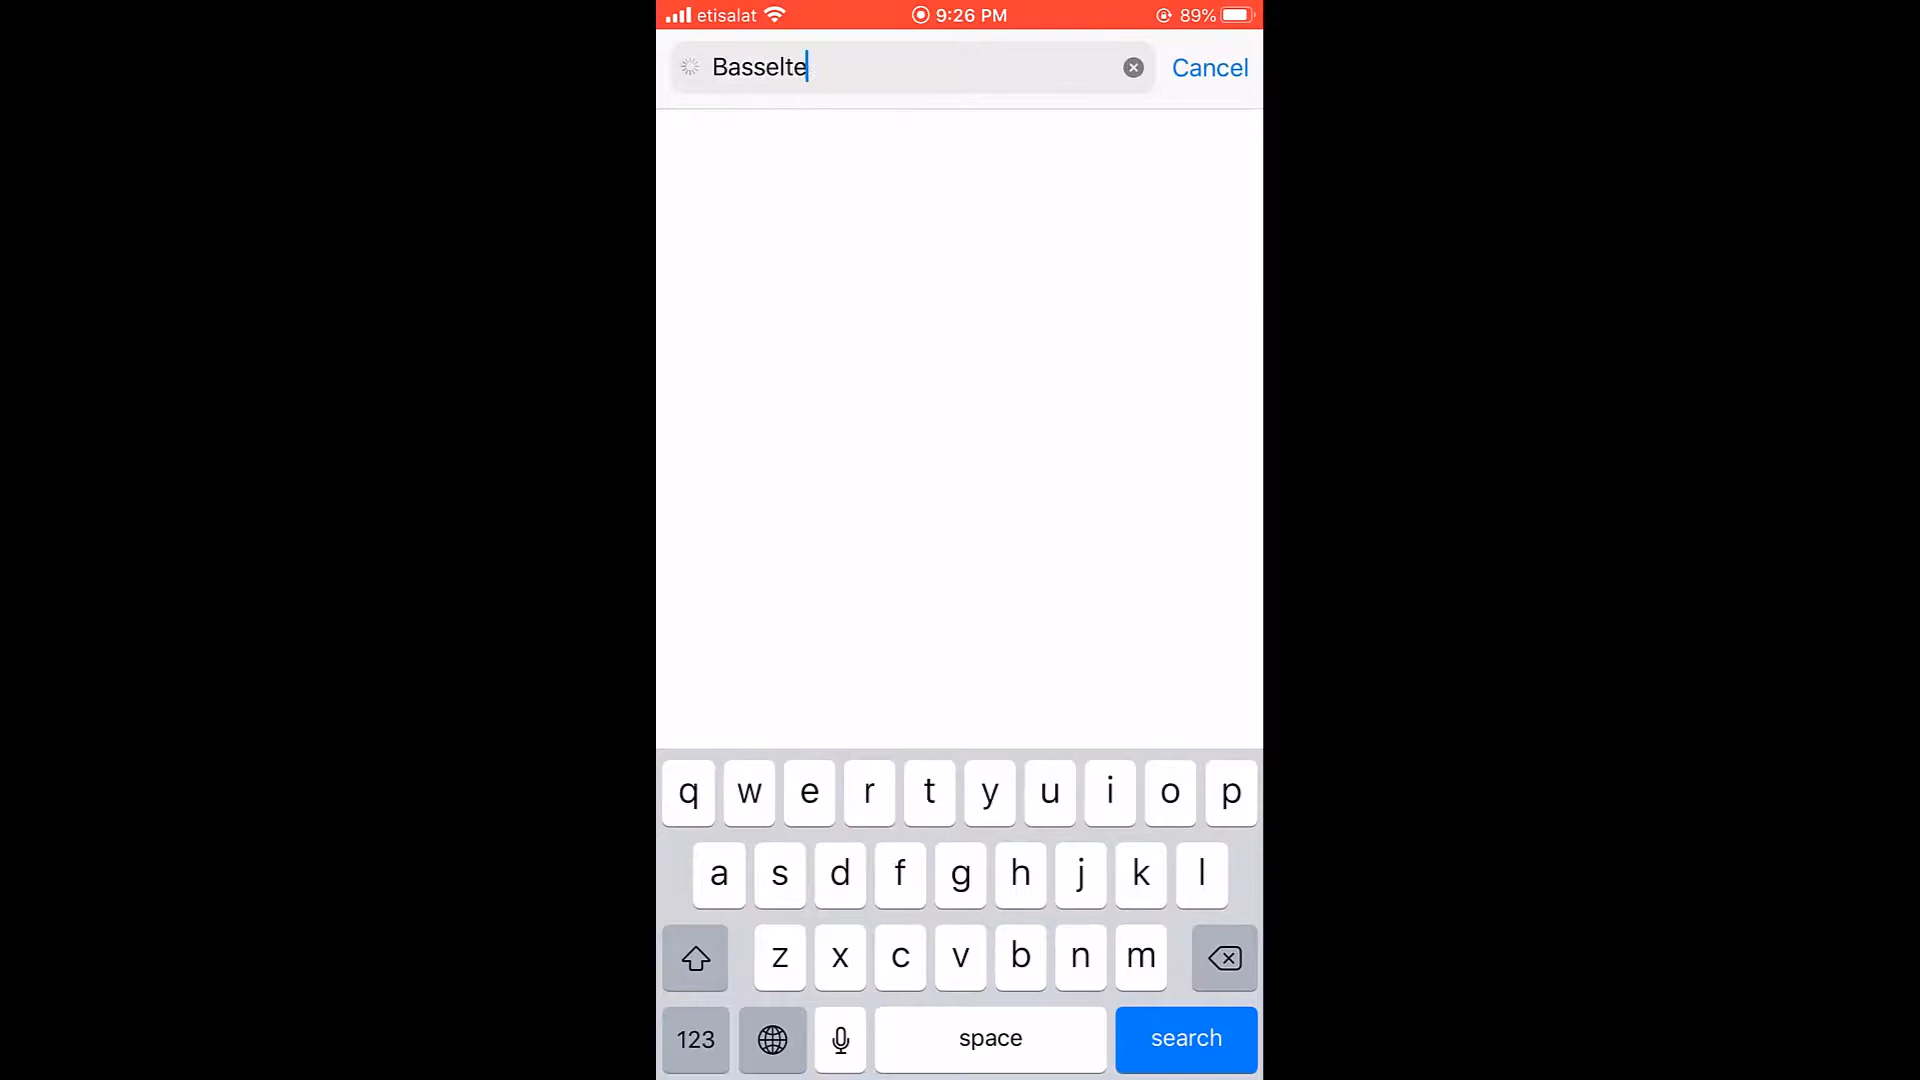 etisalat 9:26 PM 89%
Basselte Cancel
q w e r t y u i o p
a s d f g h j k l
z x c v b n m
123 space search